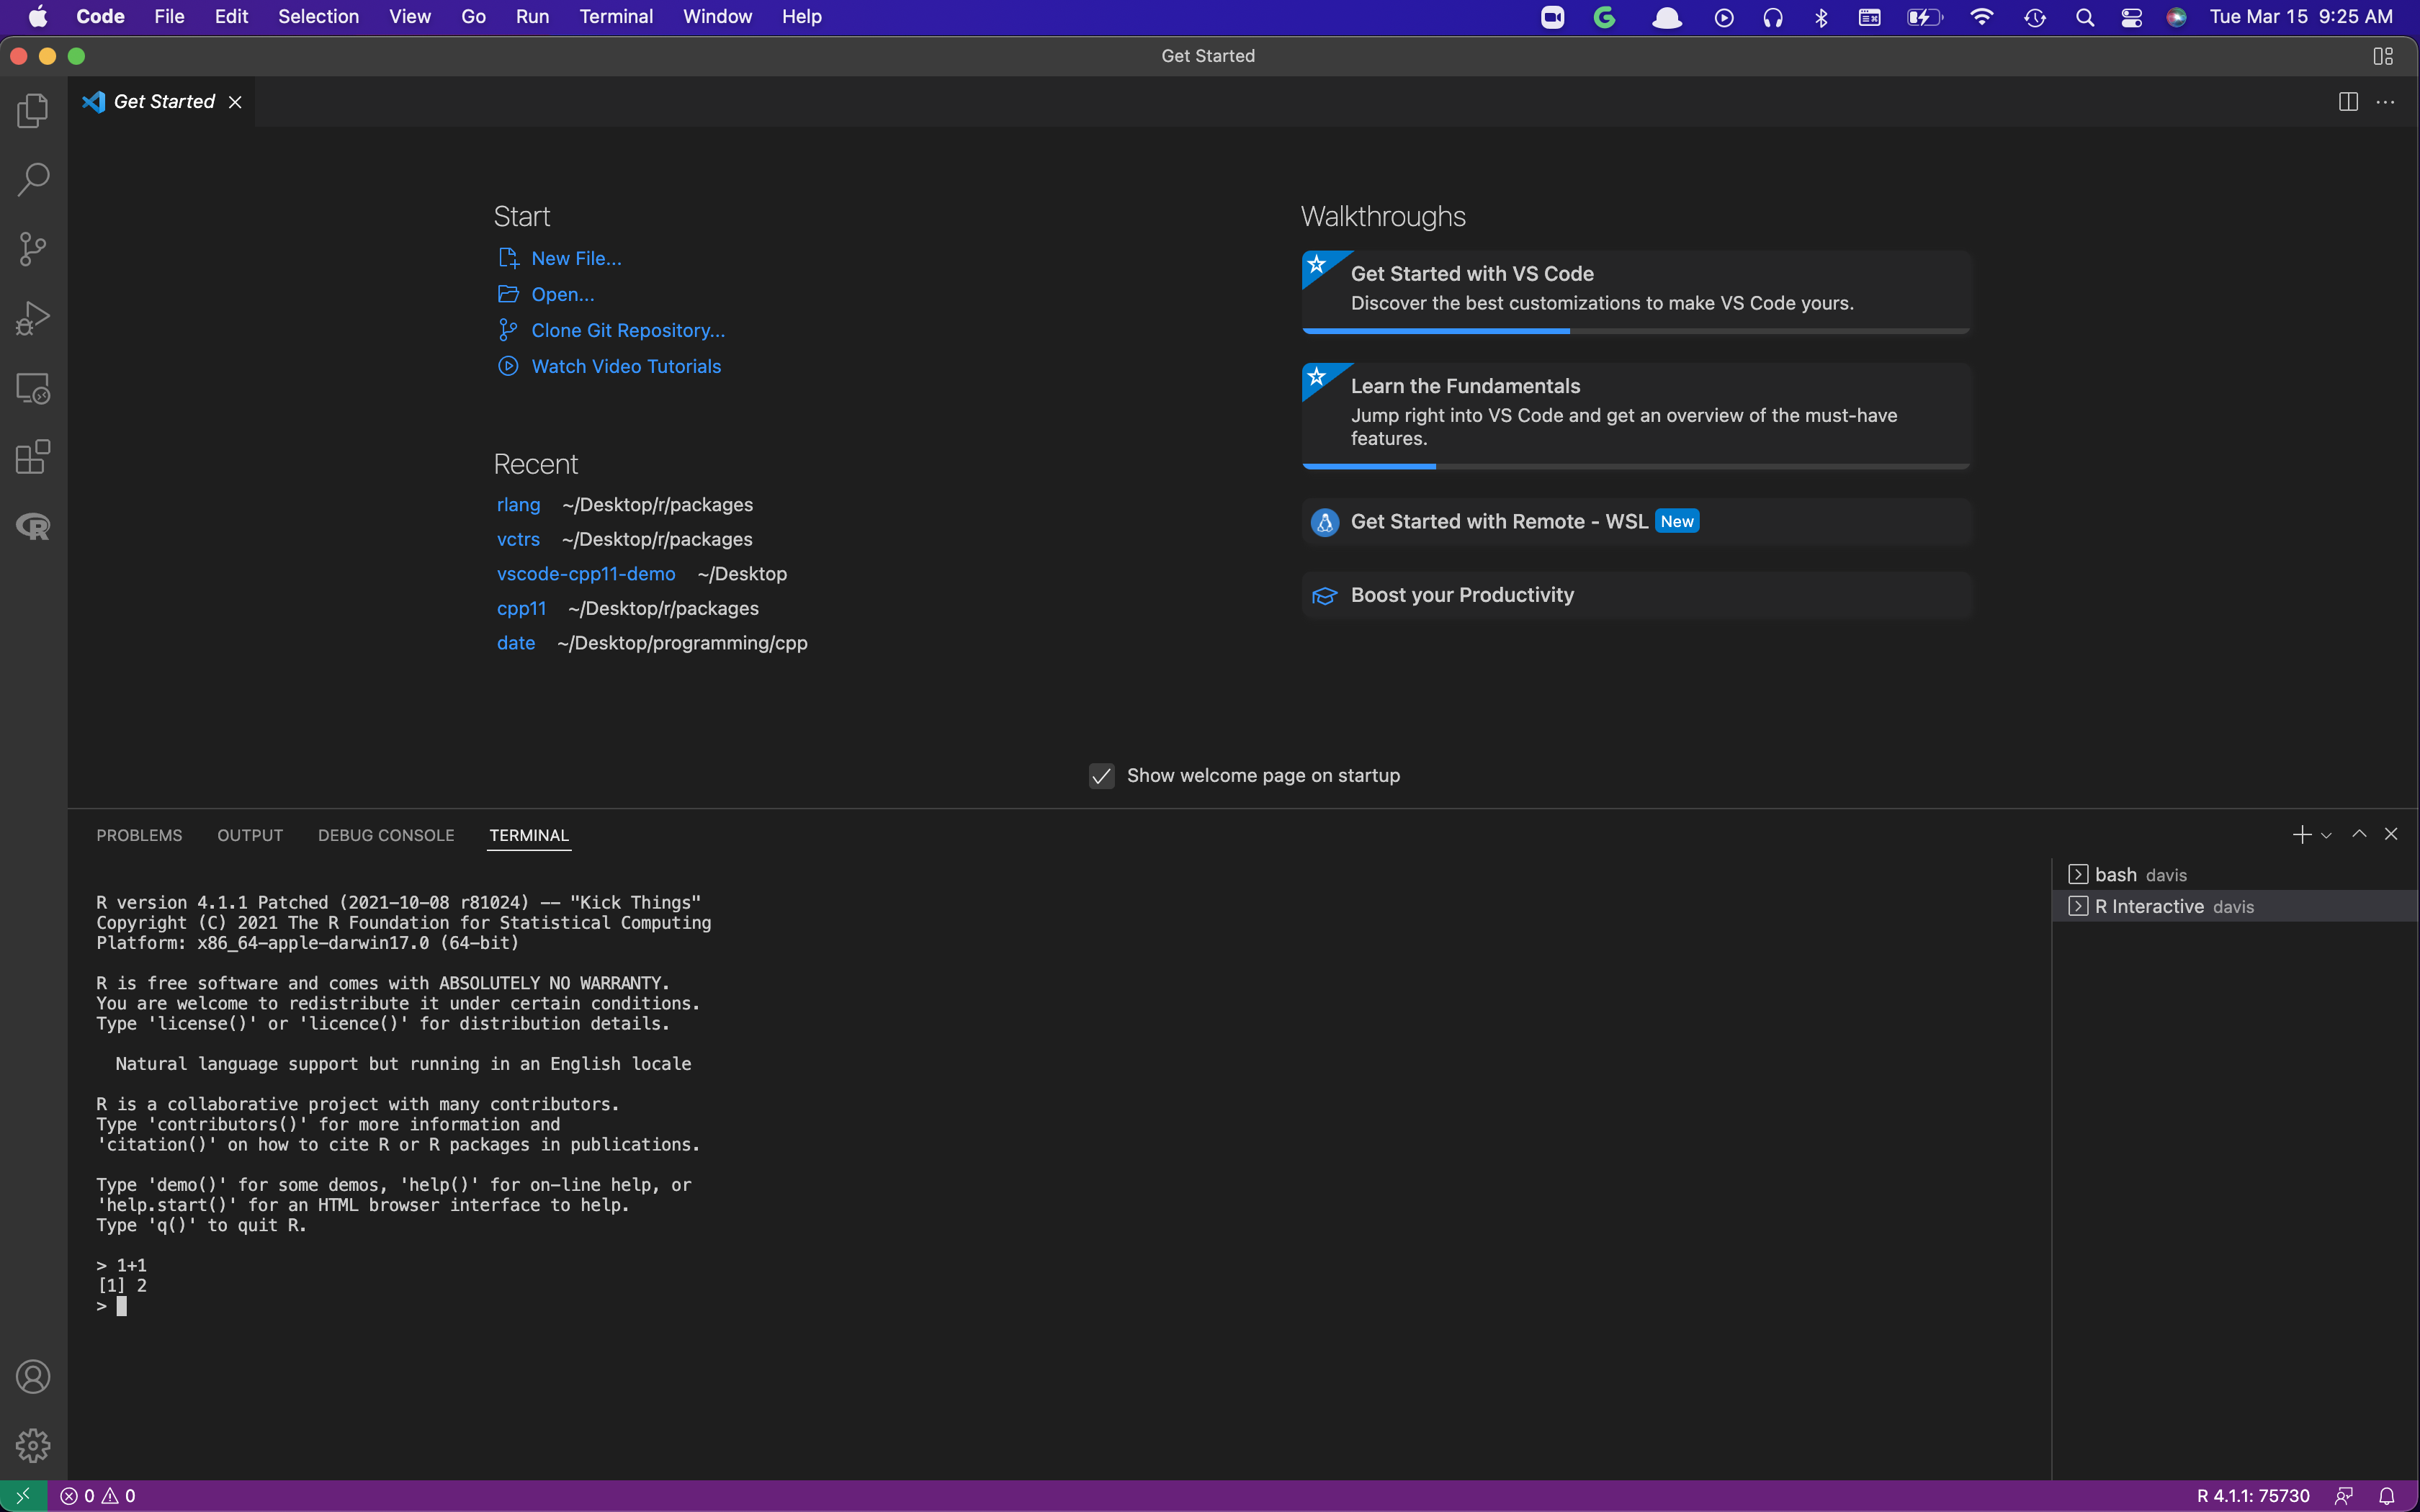 Code File Edit Selection View Go Run Terminal Window Help Tue Mar 15 9:25 AM
Get Started
Get Started
Start
New File...
Open...
Clone Git Repository...
Watch Video Tutorials
Recent
rlang ~/Desktop/r/packages
vctrs ~/Desktop/r/packages
vscode-cpp11-demo ~/Desktop
cpp11 ~/Desktop/r/packages
date ~/Desktop/programming/cpp
Walkthroughs
Get Started with VS Code
Discover the best customizations to make VS Code yours.
Learn the Fundamentals
Jump right into VS Code and get an overview of the must-have
features.
Get Started with Remote - WSL New
Boost your Productivity
Show welcome page on startup
PROBLEMS OUTPUT DEBUG CONSOLE TERMINAL
R version 4.1.1 Patched (2021-10-08 r81024) -- "Kick Things"
Copyright (C) 2021 The R Foundation for Statistical Computing
Platform: x86_64-apple-darwin17.0 (64-bit)
R is free software and comes with ABSOLUTELY NO WARRANTY.
You are welcome to redistribute it under certain conditions.
Type 'license()' or 'licence()' for distribution details.
Natural language support but running in an English locale
R is a collaborative project with many contributors.
Type 'contributors()' for more information and
'citation()' on how to cite R or R packages in publications.
Type 'demo()' for some demos, 'help()' for on-line help, or
'help.start()' for an HTML browser interface to help.
Type 'q()' to quit R.
> 1+1
[1] 2
>
bash davis
R Interactive davis
0 0
R 4.1.1: 75730